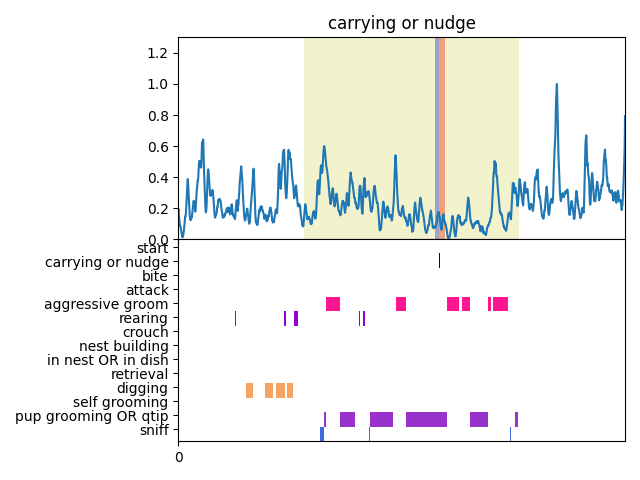 carrying or nudge
1.2
1.0
0.8
0.6
0.4
0.2
0.0
start
carrying or nudge
bite
attack
aggressive groom
rearing
crouch
nest building
in nest OR in dish
retrieval
digging
self grooming
pup grooming OR qtip
sniff
0